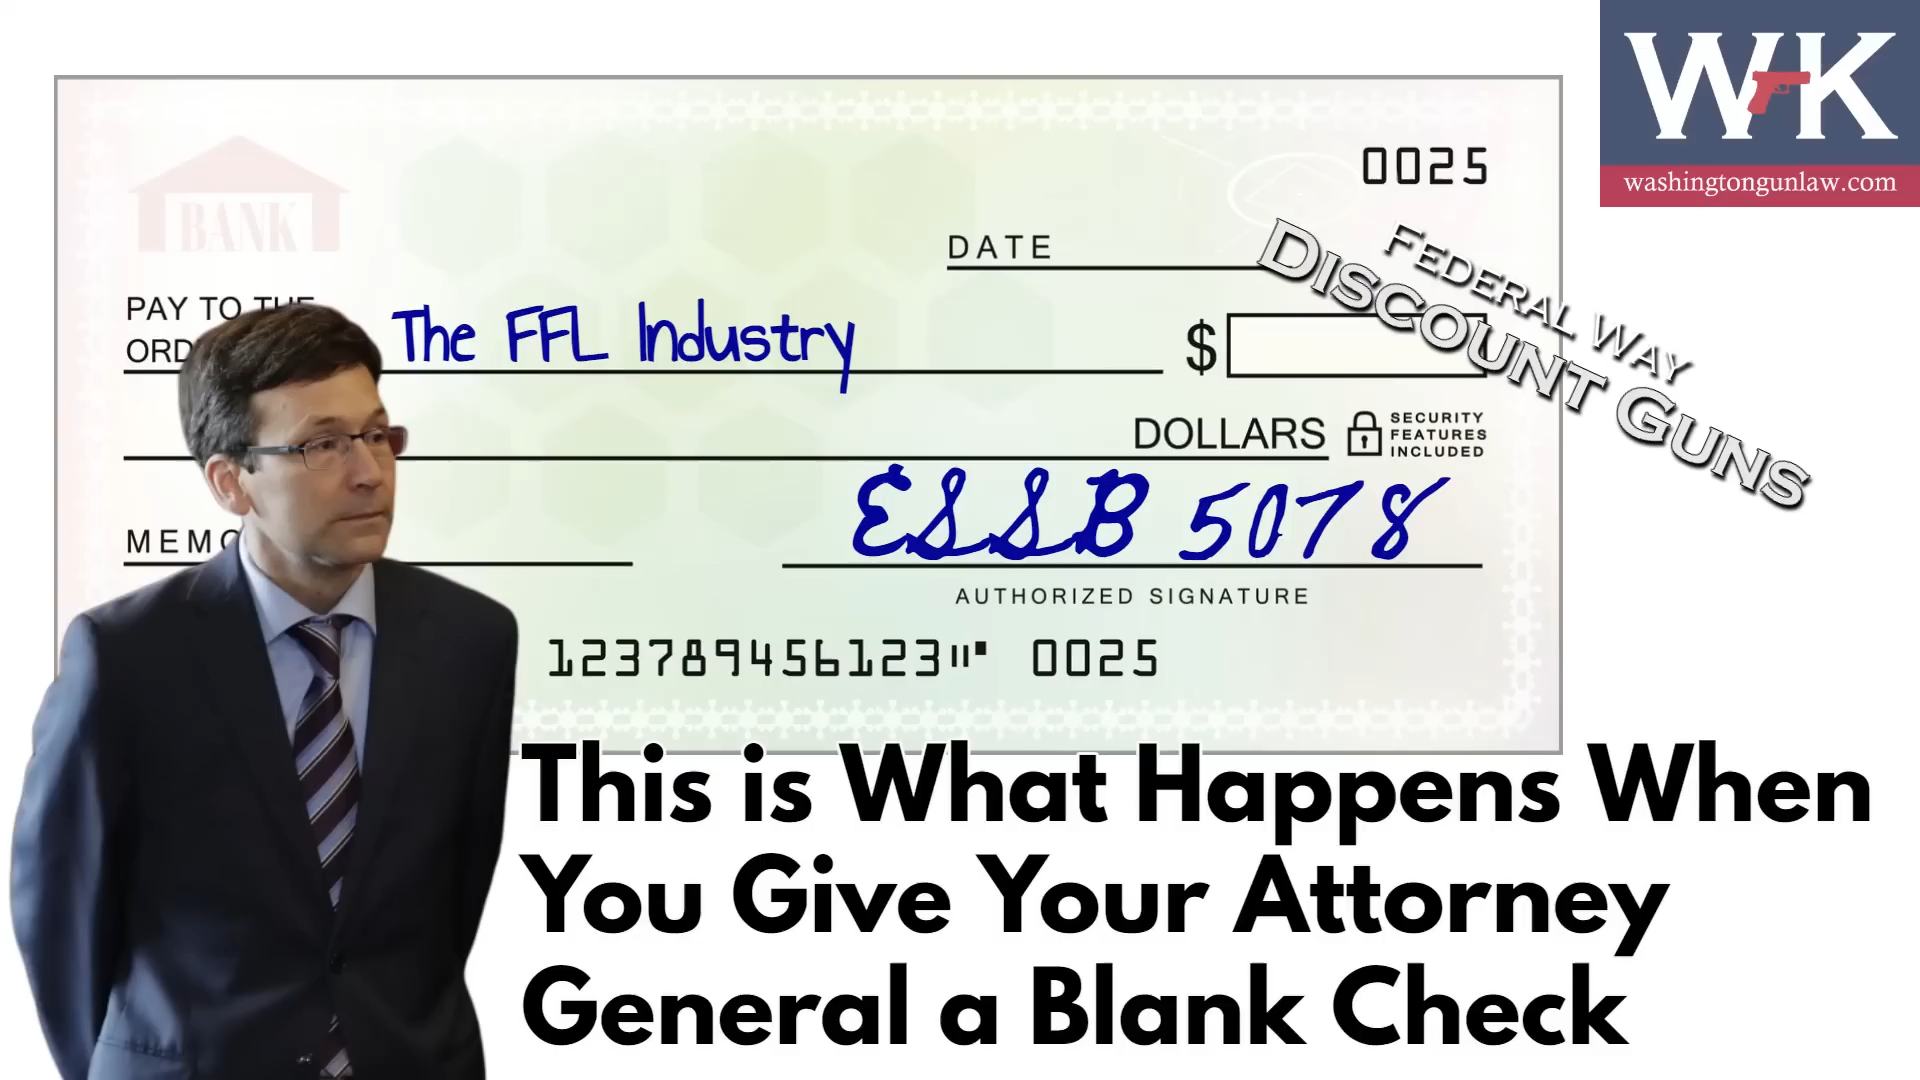 WK
washingtongunlaw.com
BANK
0025
DATE
FEDERAL WAY
DISCOUNT GUNS
PAY TO THE
ORD
The FFL Industry
$
DOLLARS
SECURITY
FEATURES
INCLUDED
MEMO
ESSB 5078
AUTHORIZED SIGNATURE
123789456123 0025
This is What Happens When
You Give Your Attorney
General a Blank Check